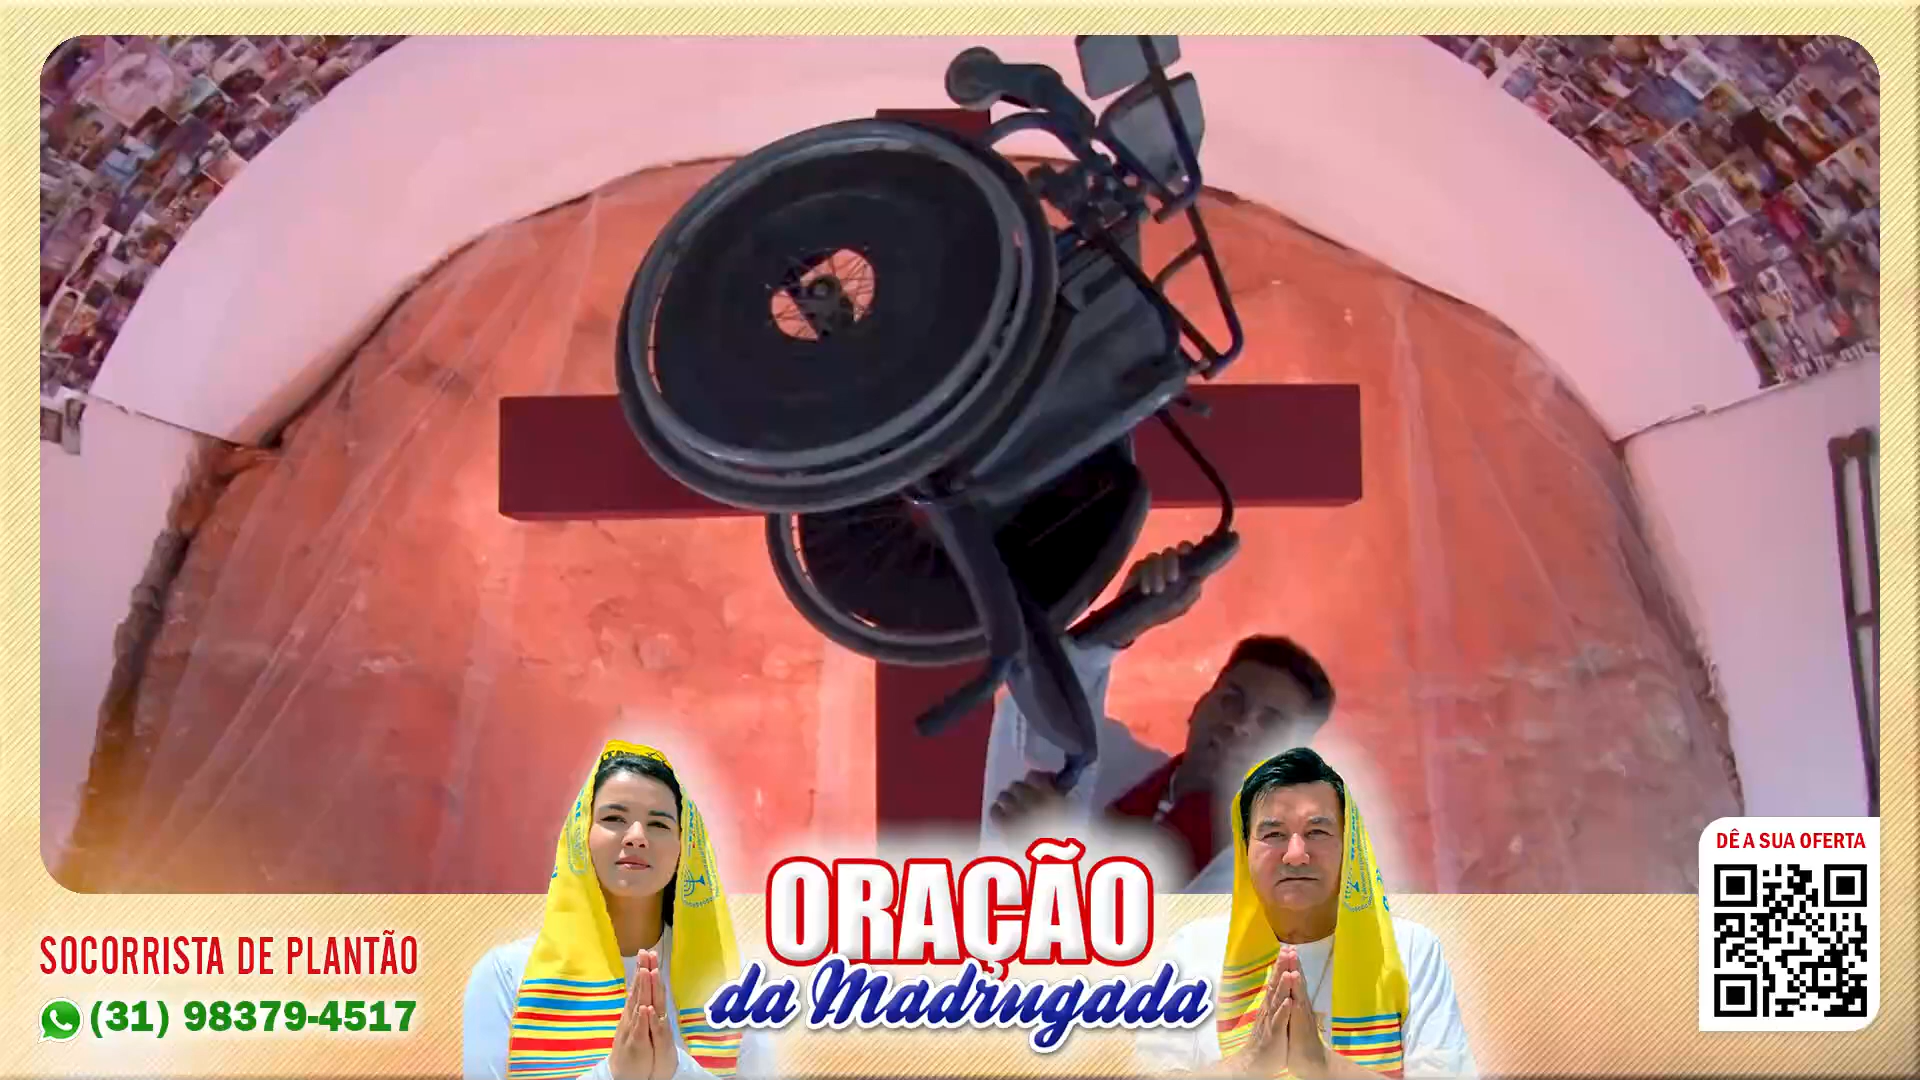 DÊ A SUA OFERTA
ORAÇÃO
da Madrugada
SOCORRISTA DE PLANTÃO
(31) 98379-4517